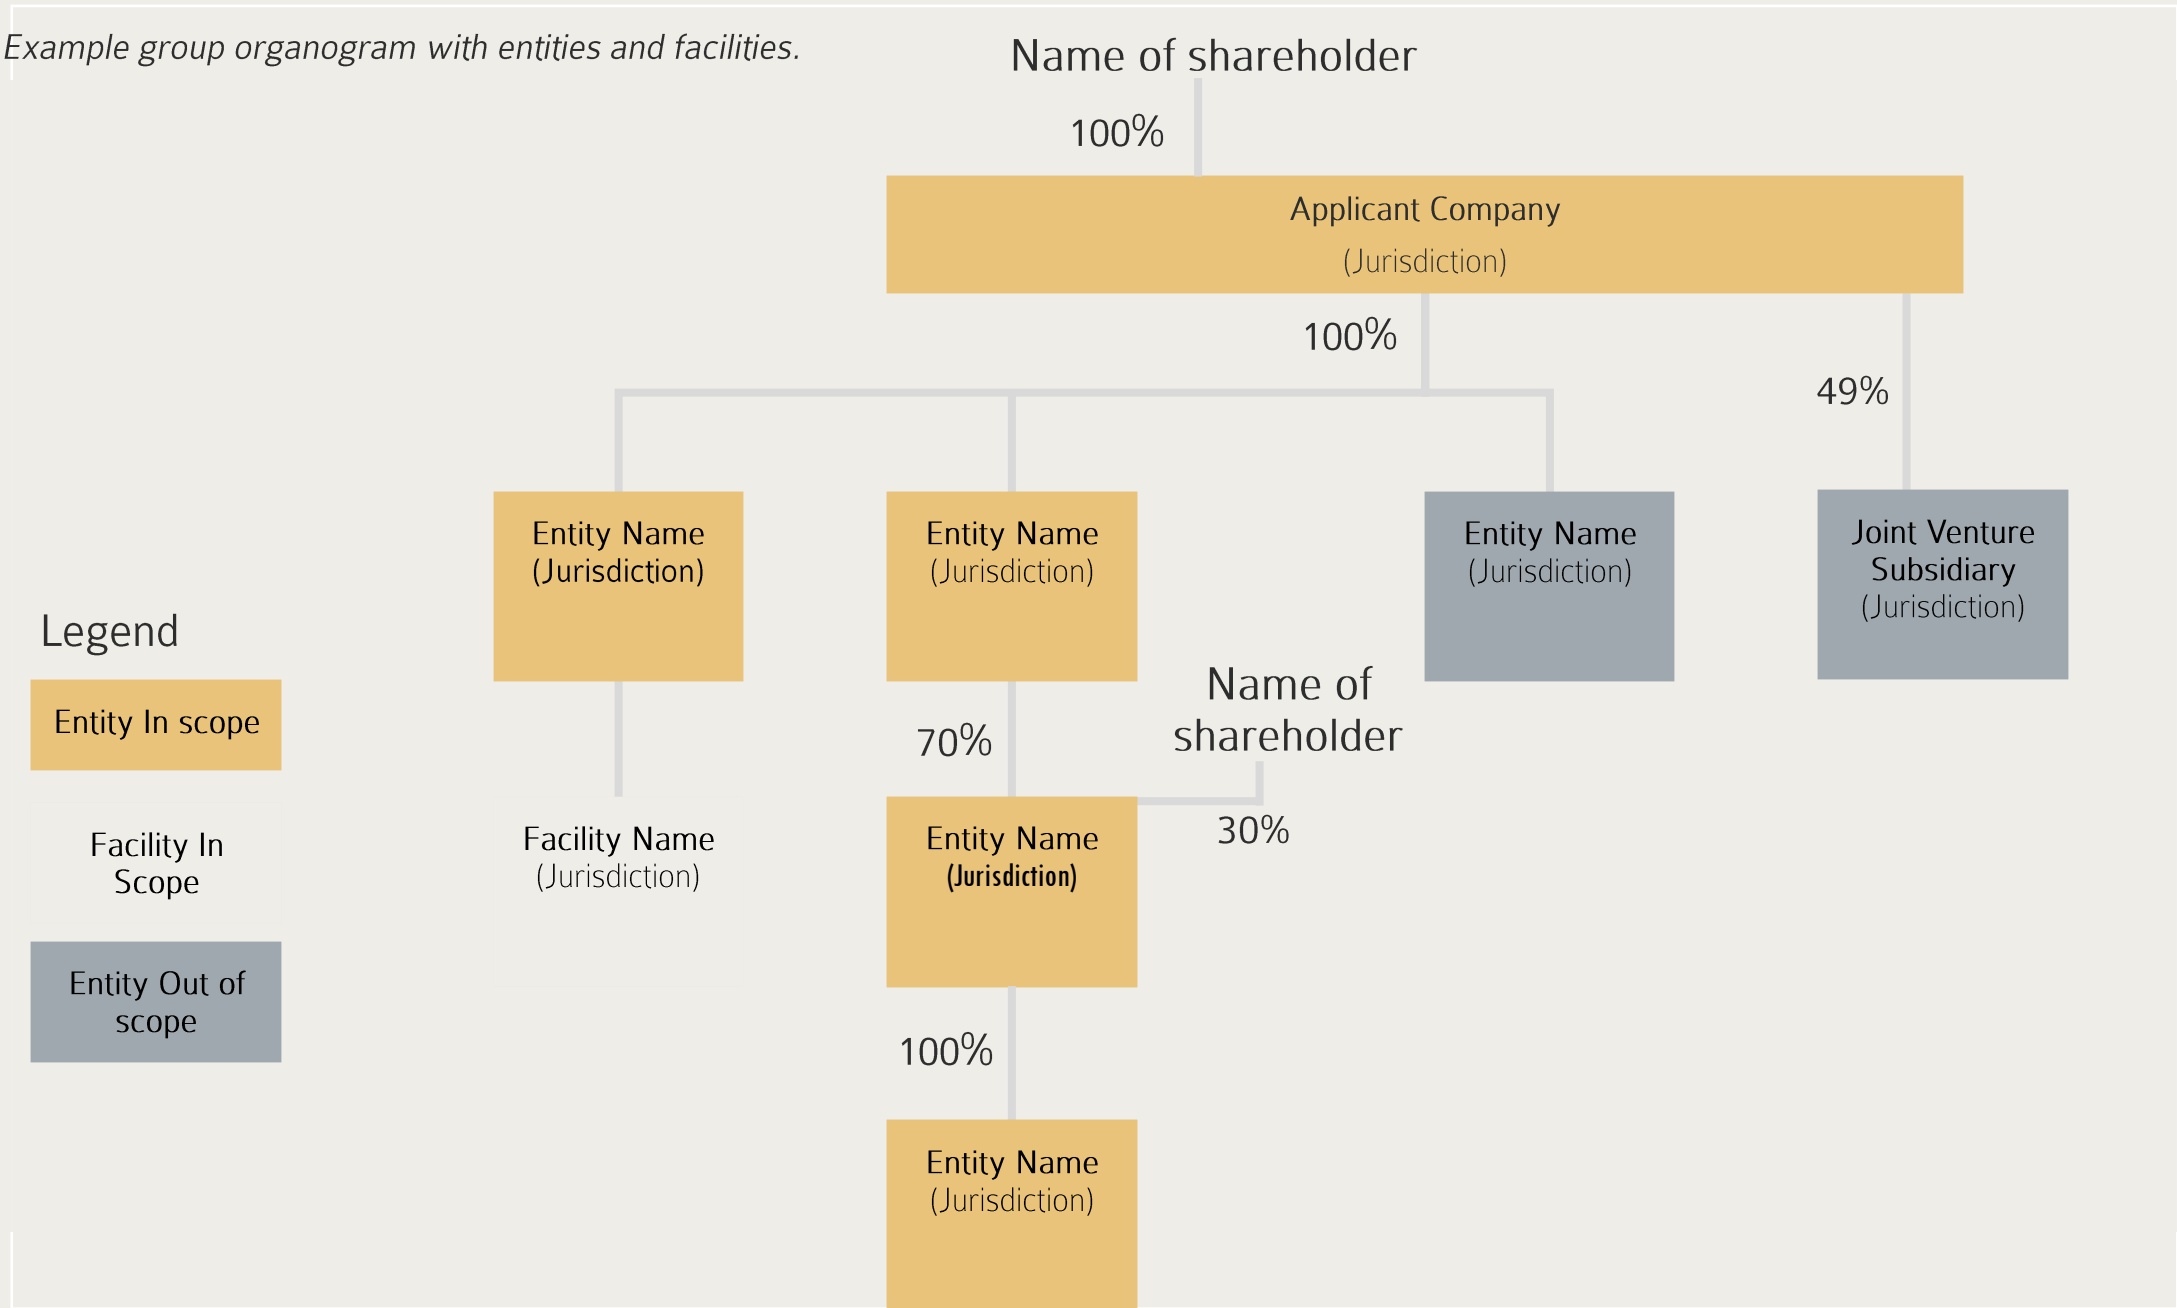 Example group organogram with entities and facilities.
Name of shareholder
100%
Applicant Company
(Jurisdiction)
100%
49%
Entity Name
(Jurisdiction)
Entity Name
(Jurisdiction)
Entity Name
(Jurisdiction)
Joint Venture
Subsidiary
(Jurisdiction)
Legend
Entity In scope
Facility In
Scope
Entity Out of
scope
70%
Name of
shareholder
30%
Facility Name
(Jurisdiction)
Entity Name
(Jurisdiction)
100%
Entity Name
(Jurisdiction)